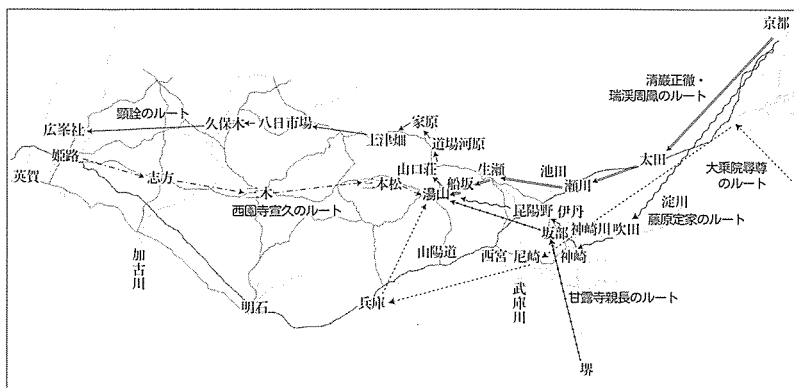 京都
清巌正徹・
瑞渓周鳳のルート
顕詮のルート
広峯社
久保木
八日市場
家原
上津畑
道場河原
姫路
英賀
志方
三木
二本松
山口荘
湯山
船坂
生瀬
池田
瀬川
太田
大乗院尋尊
のルート
西園寺宣久のルート
昆陽野
伊丹
淀川
藤原定家のルート
坂部
神崎川
吹田
山陽道
西宮
尼崎
神崎
加古川
明石
兵庫
武庫川
甘露寺親長のルート
堺